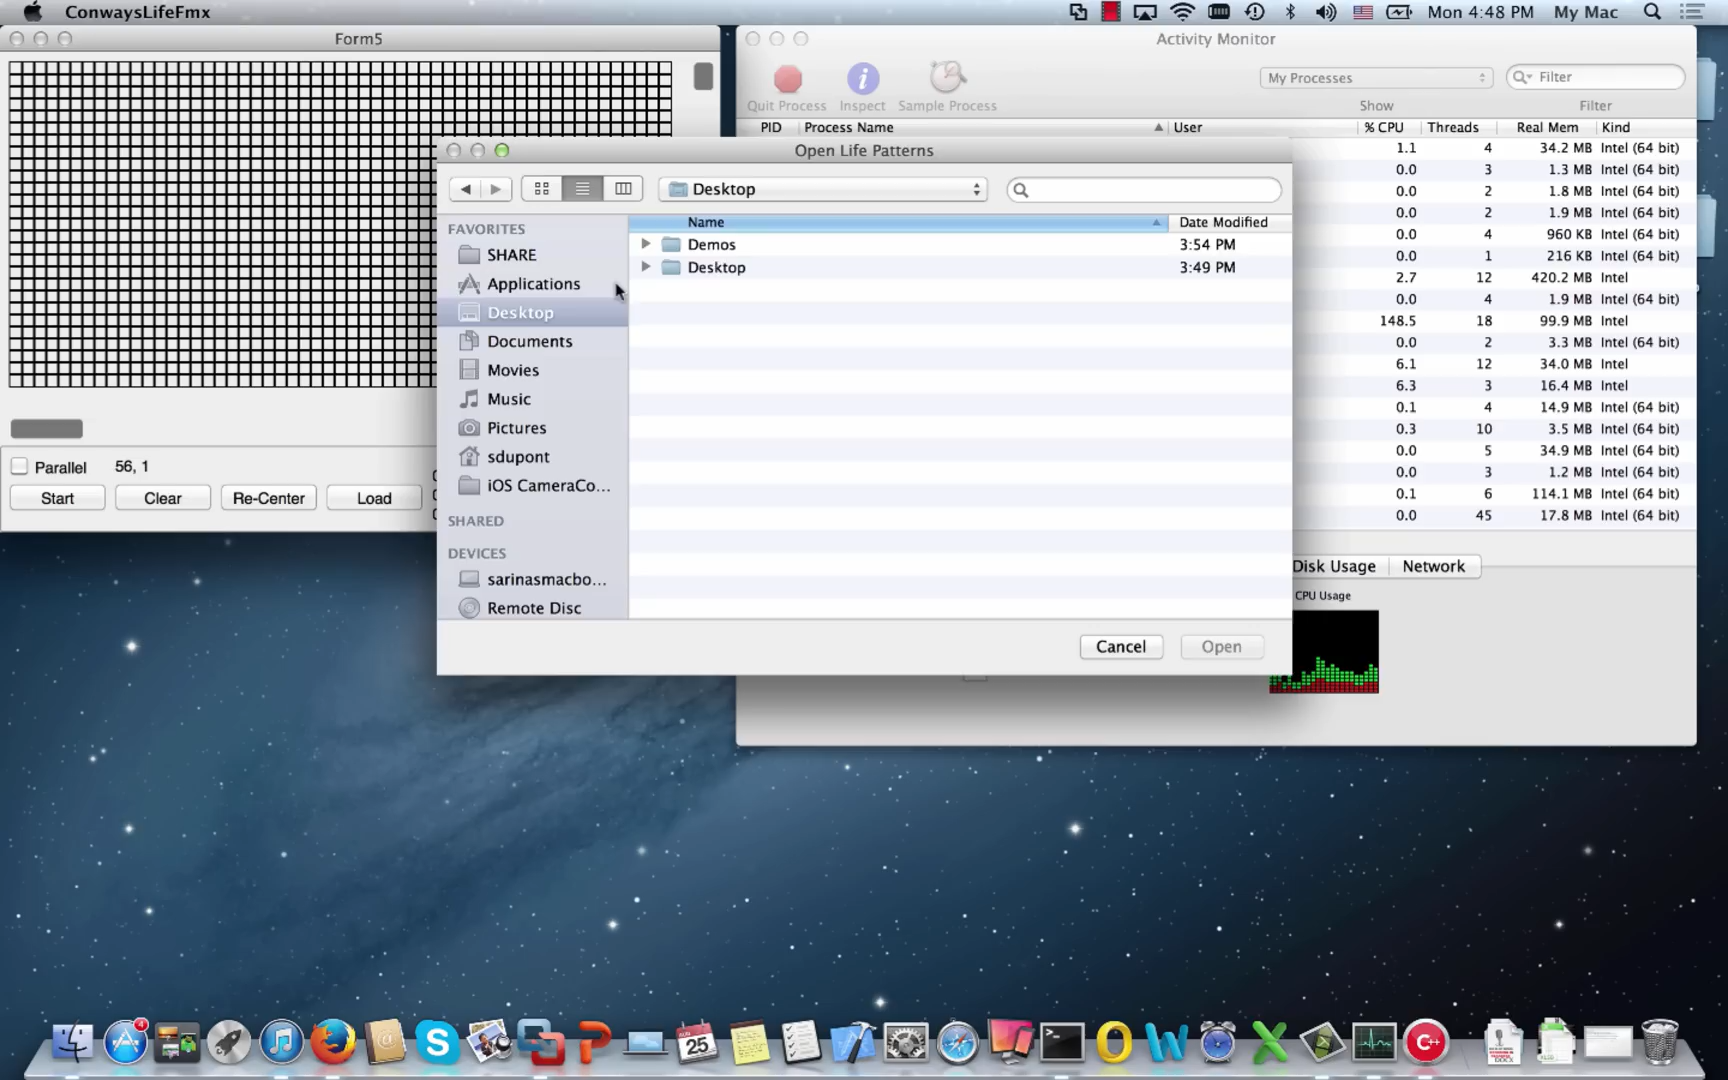 ConwaysLifeFmx
Mon 4:48 PM My Mac
Form5
Parallel 56, 1
Start Clear Re-Center Load
Activity Monitor
Quit Process Inspect Sample Process
My Processes
Show
Filter
Filter
PID Process Name User % CPU Threads Real Mem Kind
1.1 4 34.2 MB Intel (64 bit)
0.0 3 1.3 MB Intel (64 bit)
0.0 2 1.8 MB Intel (64 bit)
0.0 2 1.9 MB Intel (64 bit)
0.0 4 960 KB Intel (64 bit)
0.0 1 216 KB Intel (64 bit)
2.7 12 420.2 MB Intel
0.0 4 1.9 MB Intel (64 bit)
148.5 18 99.9 MB Intel
0.0 2 3.3 MB Intel (64 bit)
6.1 12 34.0 MB Intel
6.3 3 16.4 MB Intel
0.1 4 14.9 MB Intel (64 bit)
0.3 10 3.5 MB Intel (64 bit)
0.0 5 34.9 MB Intel (64 bit)
0.0 3 1.2 MB Intel (64 bit)
0.1 6 114.1 MB Intel (64 bit)
0.0 45 17.8 MB Intel (64 bit)
Disk Usage Network
CPU Usage
Open Life Patterns
Desktop
FAVORITES
SHARE
Applications
Desktop
Documents
Movies
Music
Pictures
sdupont
iOS CameraCo...
SHARED
DEVICES
sarinasmacbo...
Remote Disc
Name Date Modified
Demos 3:54 PM
Desktop 3:49 PM
Cancel Open
4
25
C++